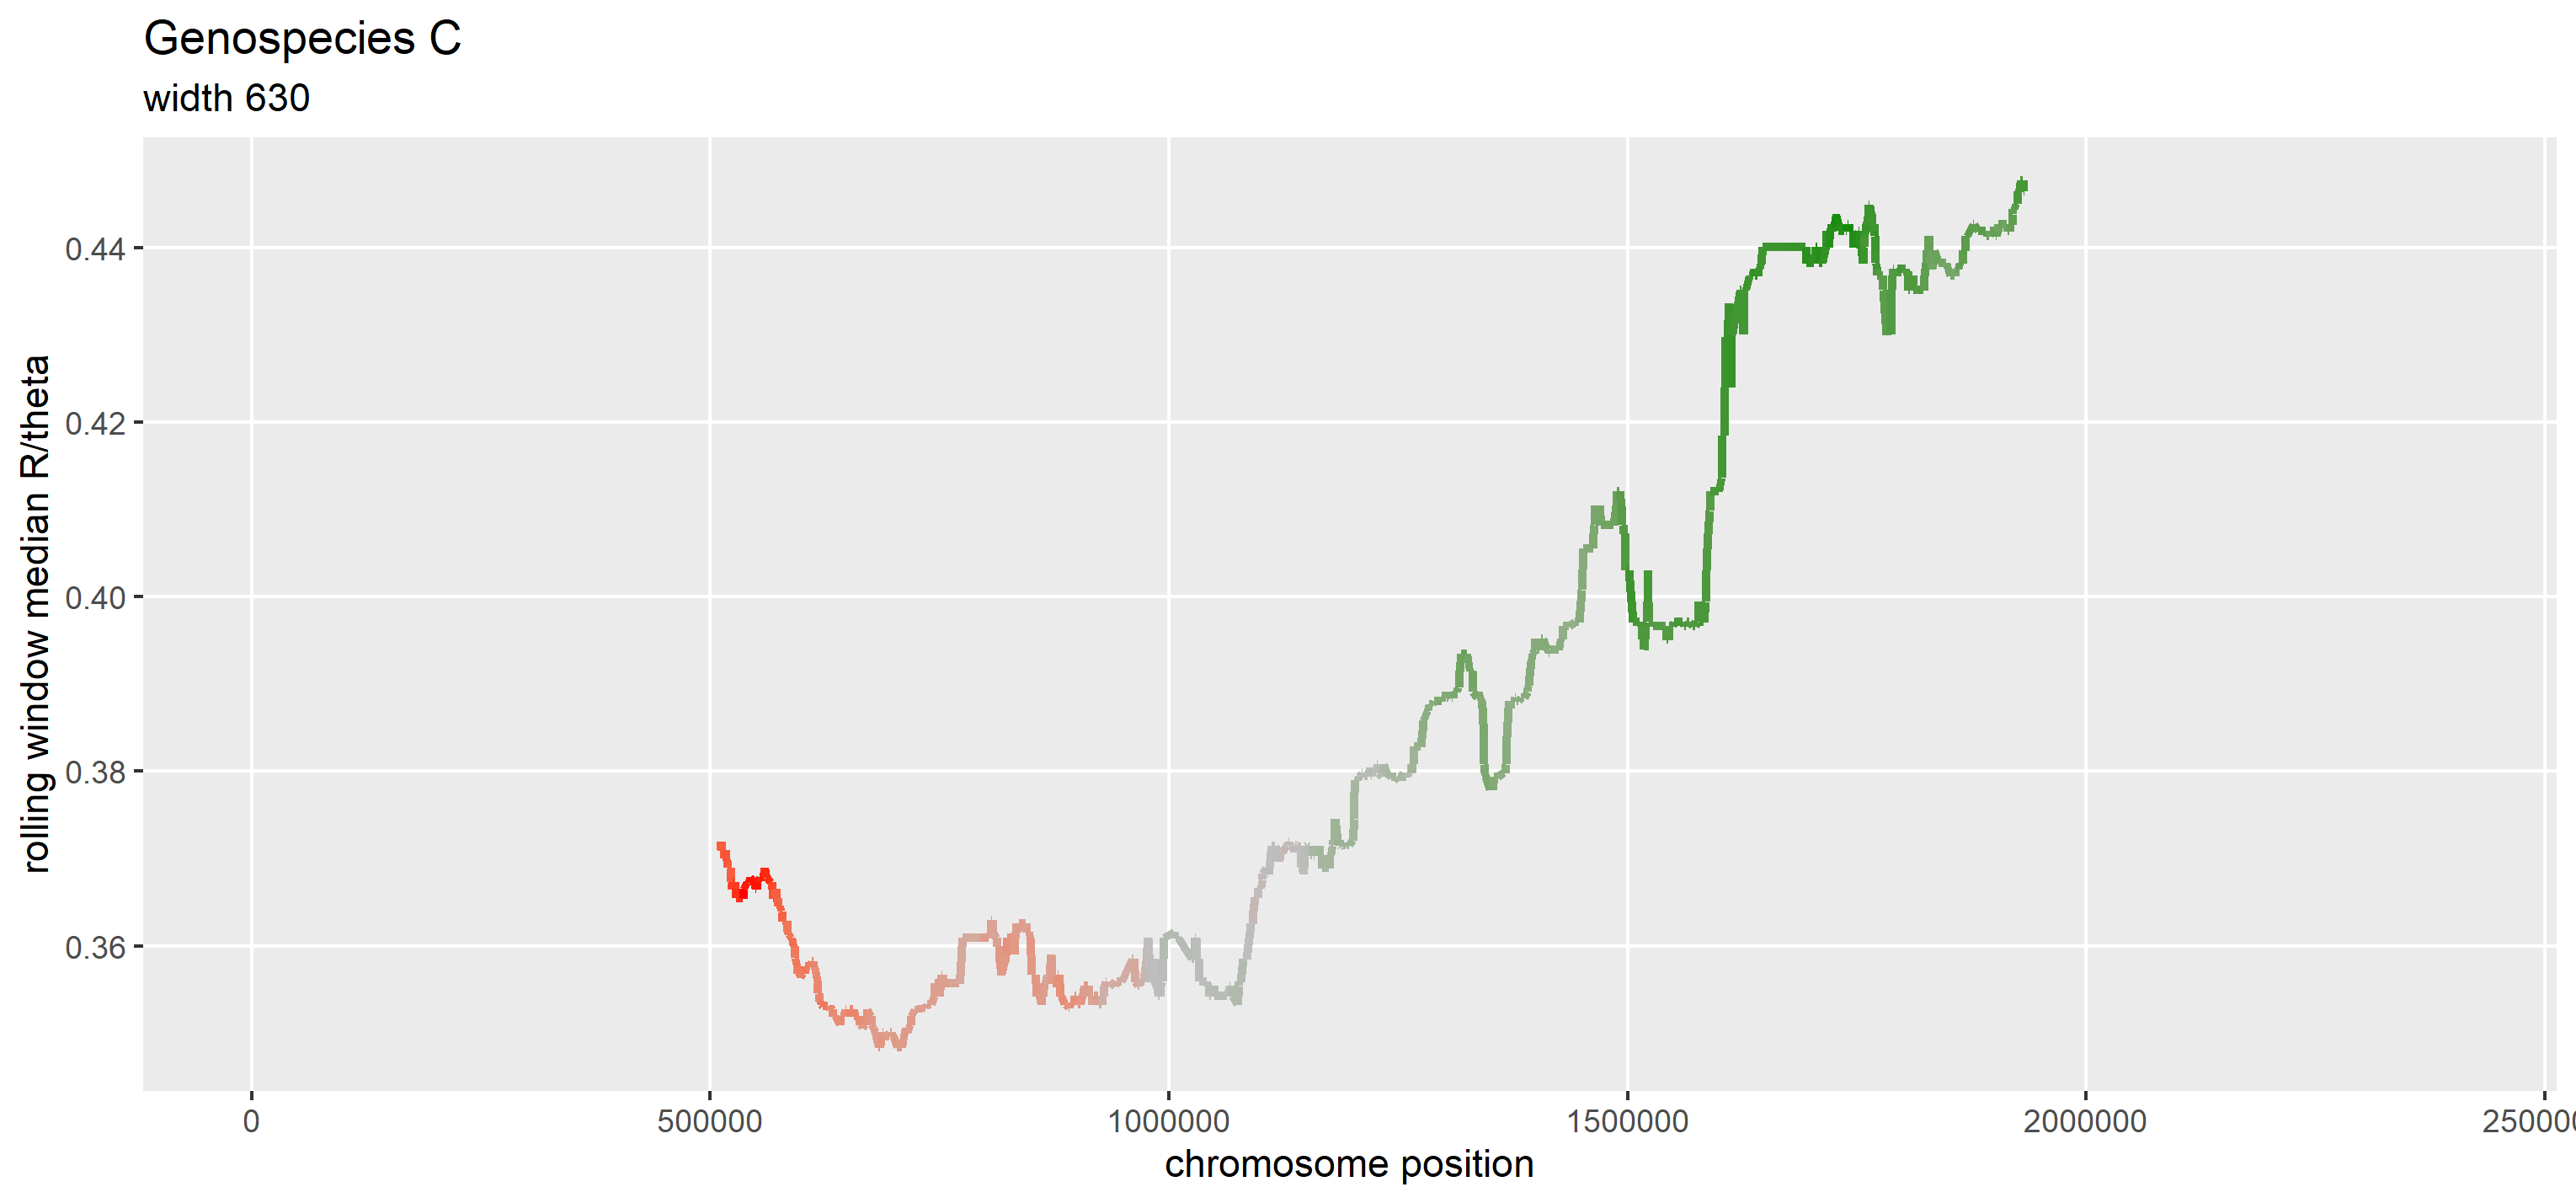 Genospecies C
width 630
rolling window median R/theta
0.44
0.42
0.40
0.38
0.36
0
500000
1000000
1500000
2000000
250000
chromosome position